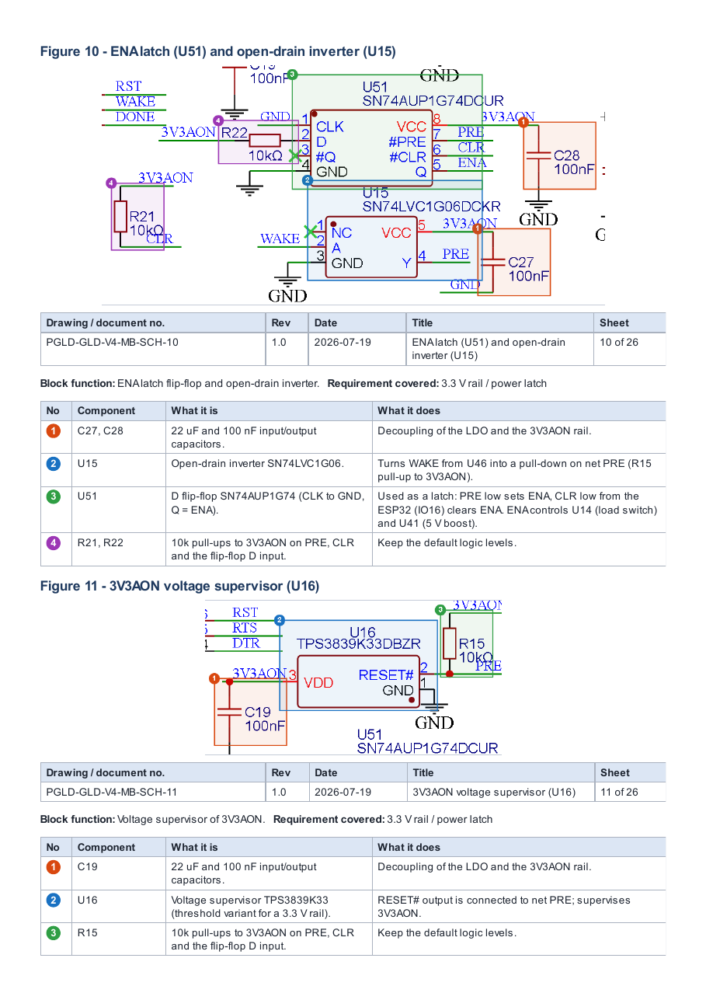 Figure 10 - ENA latch (U51) and open-drain inverter (U15)
100nF
3
GND
RST
WAKE
DONE
U51
SN74AUP1G74DCUR
GND
1
CLK
VCC
8
3V3AON
1
4
3V3AON
R22
10kΩ
2
D
#PRE
7
PRE
3
#Q
#CLR
6
CLR
4
GND
Q
5
ENA
C28
100nF
GND
4
3V3AON
R21
10kΩ
CLR
2
U15
SN74LVC1G06DCKR
1
NC
VCC
5
3V3AON
1
WAKE
2
A
3
GND
Y
4
PRE
C27
100nF
GND
GND
Drawing / document no. Rev Date Title Sheet
PGLD-GLD-V4-MB-SCH-10 1.0 2026-07-19 ENA latch (U51) and open-drain 10 of 26
inverter (U15)
Block function: ENA latch flip-flop and open-drain inverter. Requirement covered: 3.3 V rail / power latch
No Component What it is What it does
1 C27, C28 22 uF and 100 nF input/output Decoupling of the LDO and the 3V3AON rail.
capacitors.
2 U15 Open-drain inverter SN74LVC1G06. Turns WAKE from U46 into a pull-down on net PRE (R15
pull-up to 3V3AON).
3 U51 D flip-flop SN74AUP1G74 (CLK to GND, Used as a latch: PRE low sets ENA, CLR low from the
Q = ENA). ESP32 (IO16) clears ENA. ENA controls U14 (load switch)
and U41 (5 V boost).
4 R21, R22 10k pull-ups to 3V3AON on PRE, CLR Keep the default logic levels.
and the flip-flop D input.
Figure 11 - 3V3AON voltage supervisor (U16)
RST
RTS
DTR
2
U16
TPS3839K33DBZR
3
3V3AON
R15
10kΩ
PRE
1
3V3AON
3
VDD
RESET#
2
GND
1
GND
C19
100nF
U51
SN74AUP1G74DCUR
Drawing / document no. Rev Date Title Sheet
PGLD-GLD-V4-MB-SCH-11 1.0 2026-07-19 3V3AON voltage supervisor (U16) 11 of 26
Block function: Voltage supervisor of 3V3AON. Requirement covered: 3.3 V rail / power latch
No Component What it is What it does
1 C19 22 uF and 100 nF input/output Decoupling of the LDO and the 3V3AON rail.
capacitors.
2 U16 Voltage supervisor TPS3839K33 RESET# output is connected to net PRE; supervises
(threshold variant for a 3.3 V rail). 3V3AON.
3 R15 10k pull-ups to 3V3AON on PRE, CLR Keep the default logic levels.
and the flip-flop D input.